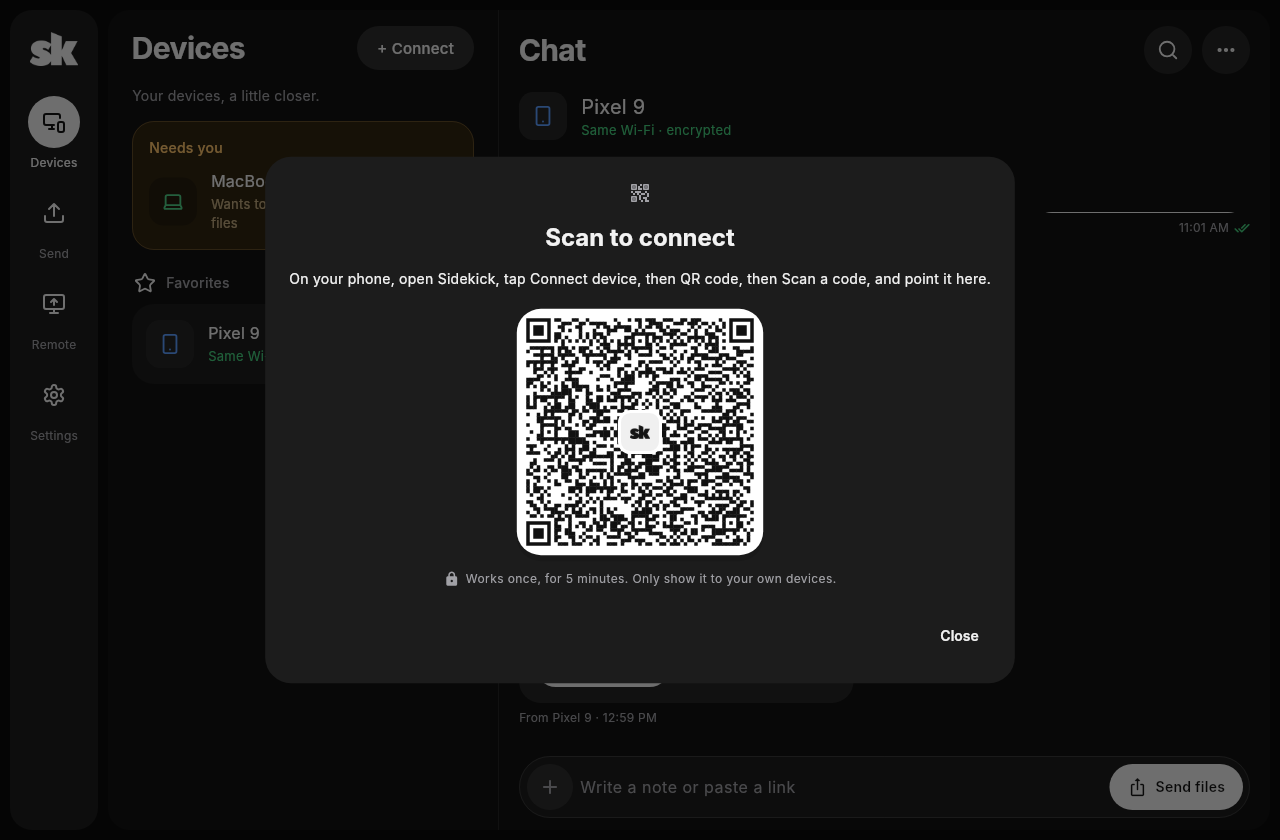 sk
Devices
+ Connect
Your devices, a little closer.
Needs you
MacBo
Wants to
files
Favorites
Pixel 9
Same Wi-
Devices
Send
Remote
Settings
Chat
Pixel 9
Same Wi-Fi · encrypted
11:01 AM
Scan to connect
On your phone, open Sidekick, tap Connect device, then QR code, then Scan a code, and point it here.
sk
Works once, for 5 minutes. Only show it to your own devices.
Close
From Pixel 9 · 12:59 PM
Write a note or paste a link
Send files